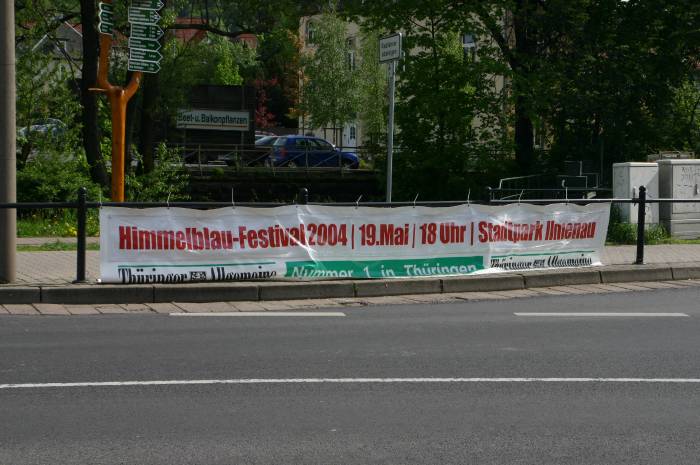 Beet-u. Balkonpflanzen
Himmelblau-Festival 2004 | 19.Mai | 18 Uhr | Stadtpark Ilmenau
Thüringer Allgemeine Nummer 1 in Thüringen Thüringer Allgemeine